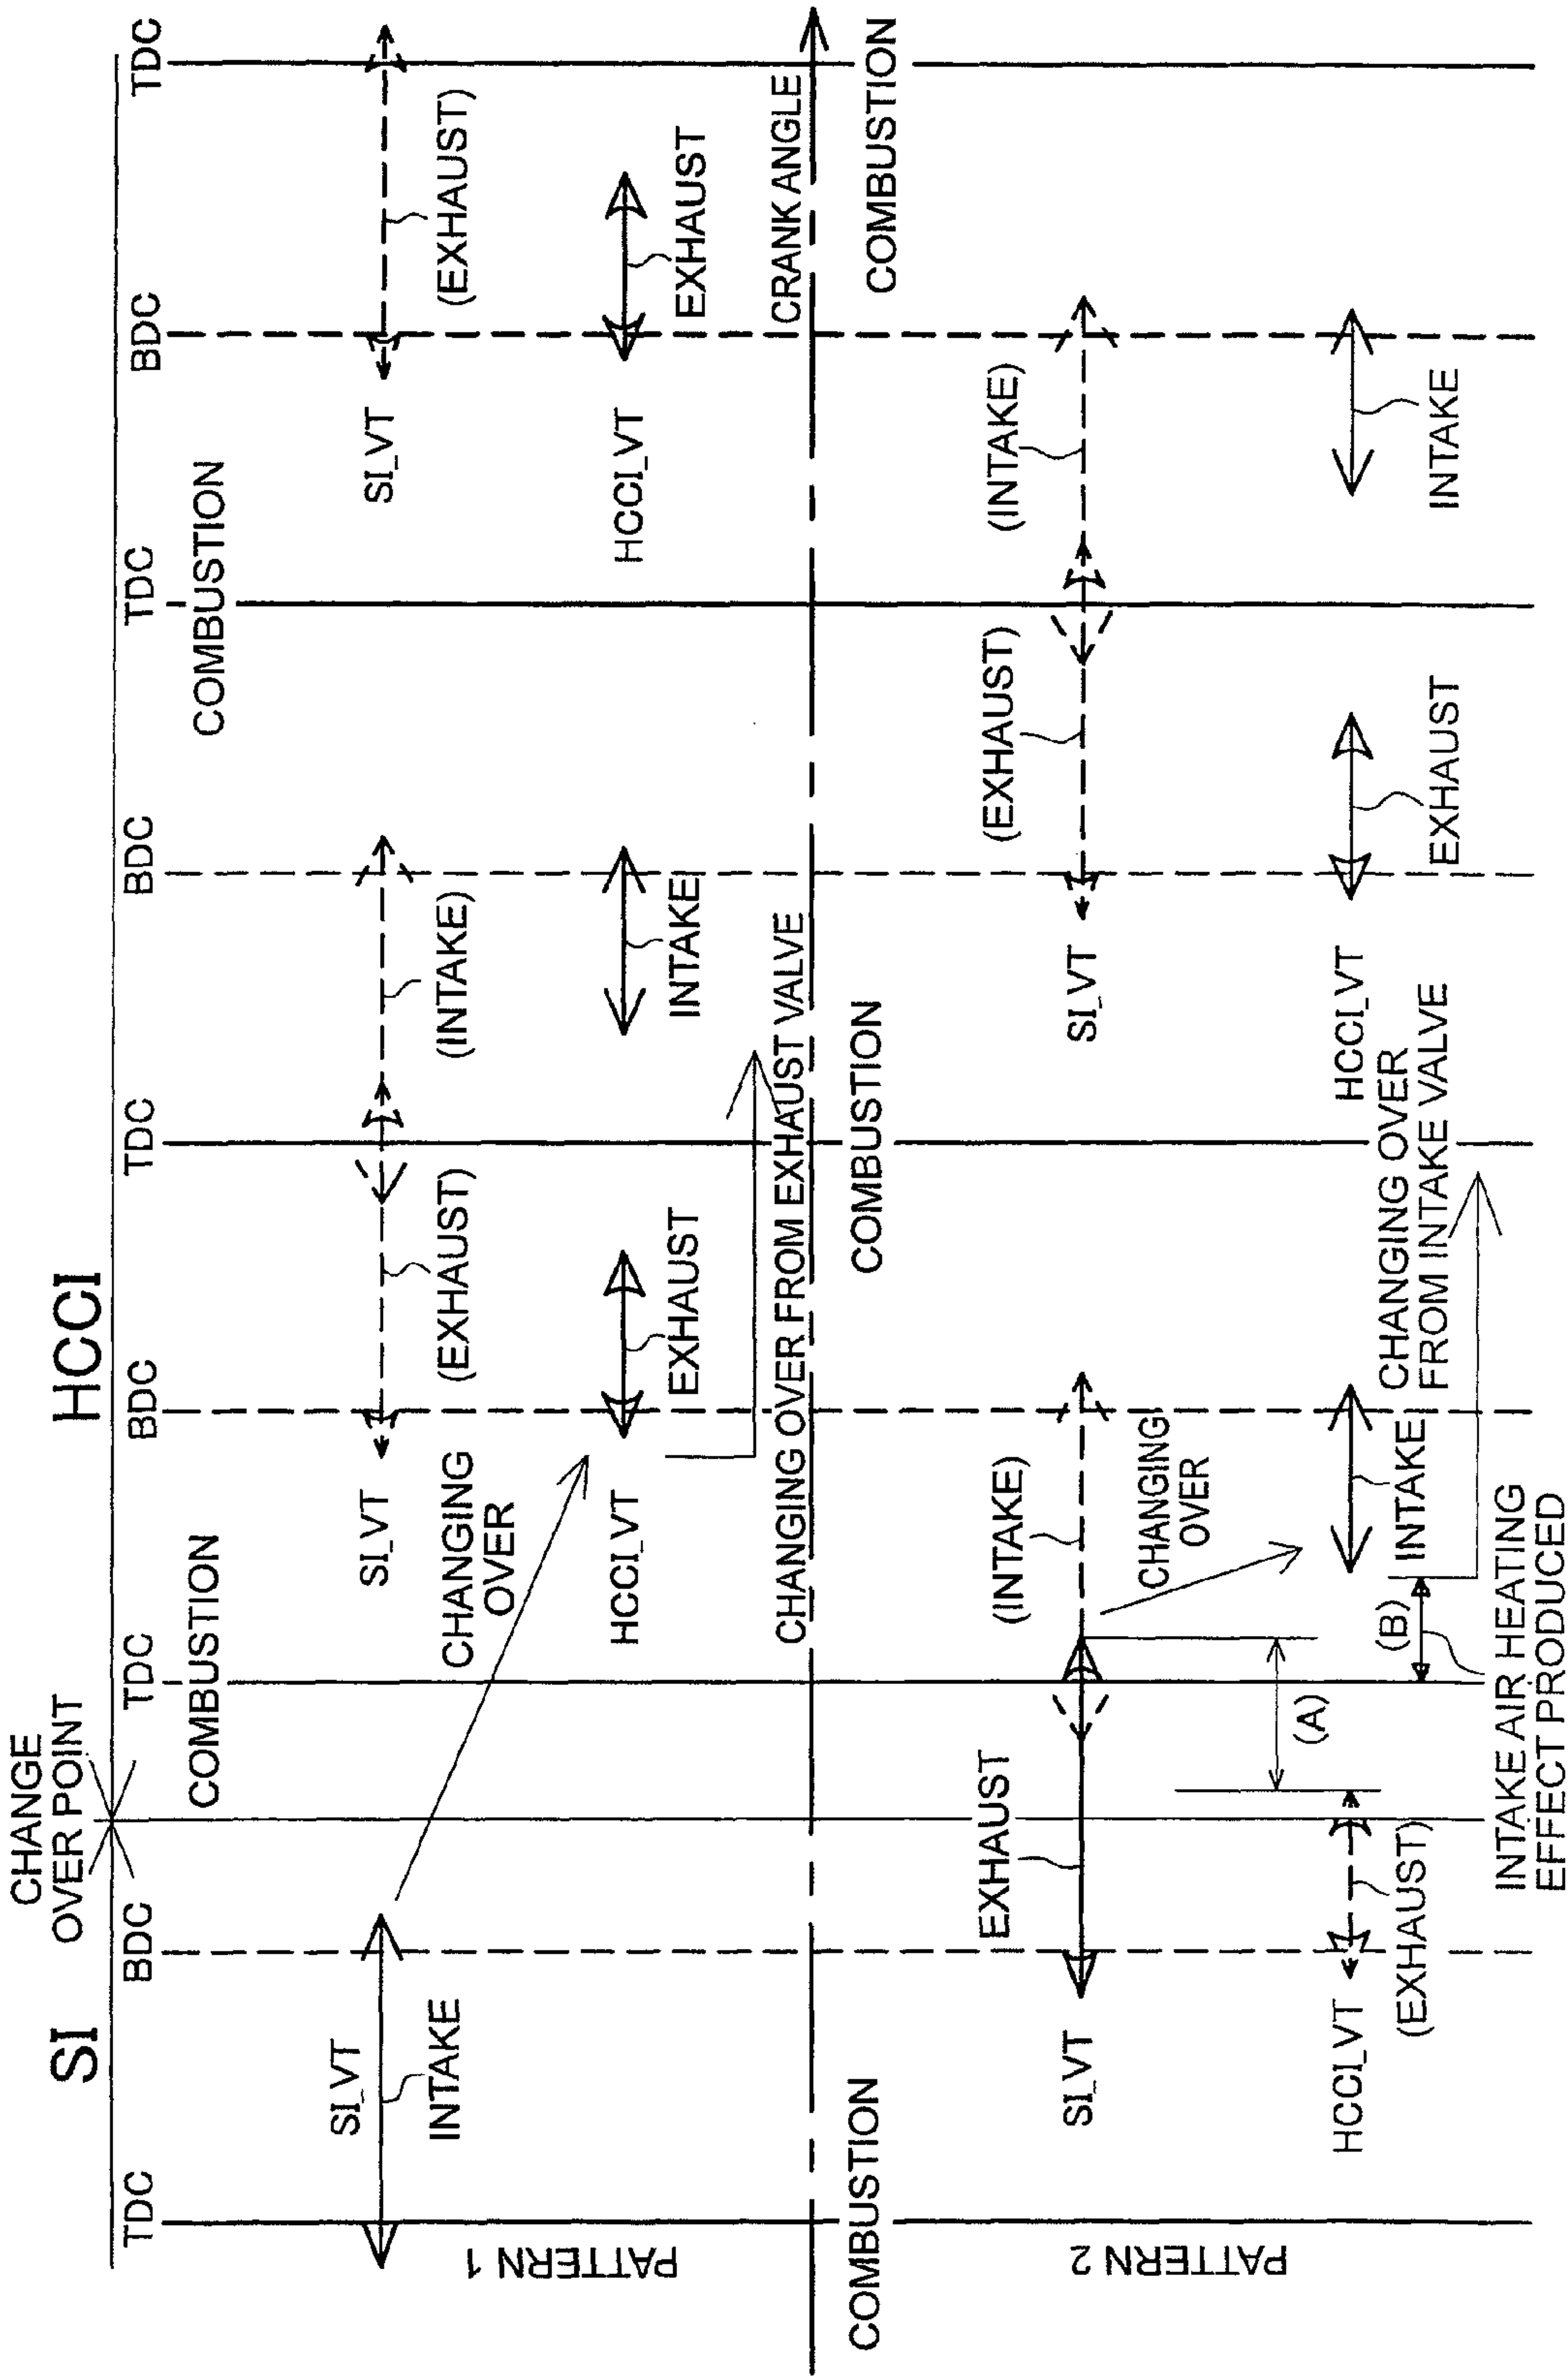 SI
CHANGE
OVER POINT
HCCI
TDC
BDC
TDC
BDC
TDC
BDC
TDC
BDC
TDC
PATTERN 1
SI_VT
INTAKE
COMBUSTION
CHANGING
OVER
SI_VT
(EXHAUST)
(INTAKE)
HCCI_VT
EXHAUST
INTAKE
COMBUSTION
SI_VT
(EXHAUST)
HCCI_VT
EXHAUST
CHANGING OVER FROM EXHAUST VALVE
CRANK ANGLE
PATTERN 2
COMBUSTION
COMBUSTION
COMBUSTION
SI_VT
EXHAUST
(INTAKE)
CHANGING
OVER
SI_VT
(EXHAUST)
(INTAKE)
(A)
HCCI_VT
(EXHAUST)
(B)
INTAKE
CHANGING OVER
FROM INTAKE VALVE
HCCI_VT
EXHAUST
INTAKE
INTAKE AIR HEATING
EFFECT PRODUCED